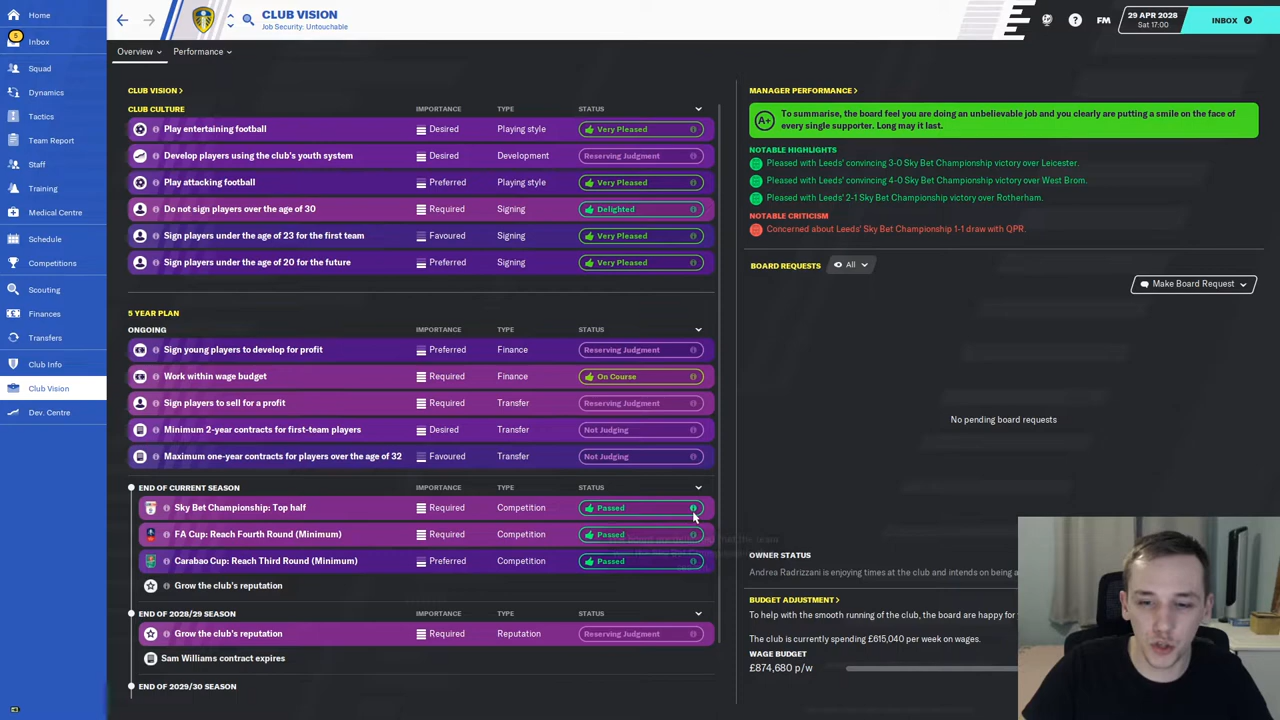 Home
CLUB VISION
Job Security: Untouchable
29 APR 2028
Sat 17:00
INBOX
FM
5
Inbox
Squad
Dynamics
Tactics
Team Report
Staff
Training
Medical Centre
Schedule
Competitions
Scouting
Finances
Transfers
Club Info
Club Vision
Dev. Centre
Overview
Performance
CLUB VISION >
CLUB CULTURE IMPORTANCE TYPE STATUS
Play entertaining football Desired Playing style Very Pleased
Develop players using the club's youth system Desired Development Reserving Judgment
Play attacking football Preferred Playing style Very Pleased
Do not sign players over the age of 30 Required Signing Delighted
Sign players under the age of 23 for the first team Favoured Signing Very Pleased
Sign players under the age of 20 for the future Preferred Signing Very Pleased
5 YEAR PLAN
ONGOING IMPORTANCE TYPE STATUS
Sign young players to develop for profit Preferred Finance Reserving Judgment
Work within wage budget Required Finance On Course
Sign players to sell for a profit Required Transfer Reserving Judgment
Minimum 2-year contracts for first-team players Desired Transfer Not Judging
Maximum one-year contracts for players over the age of 32 Favoured Transfer Not Judging
END OF CURRENT SEASON IMPORTANCE TYPE STATUS
Sky Bet Championship: Top half Required Competition Passed
FA Cup: Reach Fourth Round (Minimum) Required Competition Passed
Carabao Cup: Reach Third Round (Minimum) Preferred Competition Passed
Grow the club's reputation
END OF 2028/29 SEASON IMPORTANCE TYPE STATUS
Grow the club's reputation Required Reputation Reserving Judgment
Sam Williams contract expires
END OF 2029/30 SEASON
MANAGER PERFORMANCE >
A+
To summarise, the board feel you are doing an unbelievable job and you clearly are putting a smile on the face of
every single supporter. Long may it last.
NOTABLE HIGHLIGHTS
Pleased with Leeds' convincing 3-0 Sky Bet Championship victory over Leicester.
Pleased with Leeds' convincing 4-0 Sky Bet Championship victory over West Brom.
Pleased with Leeds' 2-1 Sky Bet Championship victory over Rotherham.
NOTABLE CRITICISM
Concerned about Leeds' Sky Bet Championship 1-1 draw with QPR.
BOARD REQUESTS All
Make Board Request
No pending board requests
OWNER STATUS
Andrea Radrizzani is enjoying times at the club and intends on being a
BUDGET ADJUSTMENT >
To help with the smooth running of the club, the board are happy for
The club is currently spending £615,040 per week on wages.
WAGE BUDGET
£874,680 p/w